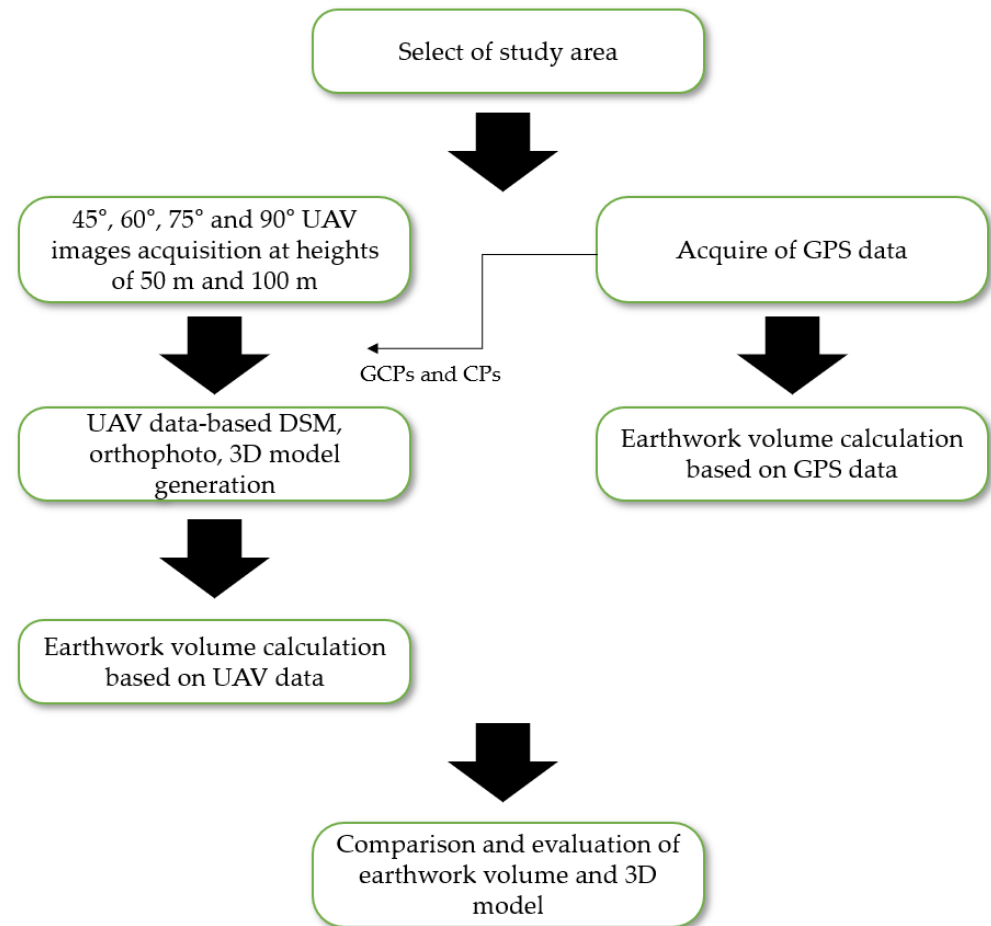 Select of study area
45°, 60°, 75° and 90° UAV
images acquisition at heights
of 50 m and 100 m
Acquire of GPS data
GCPs and CPs
UAV data-based DSM,
orthophoto, 3D model
generation
Earthwork volume calculation
based on GPS data
Earthwork volume calculation
based on UAV data
Comparison and evaluation of
earthwork volume and 3D
model